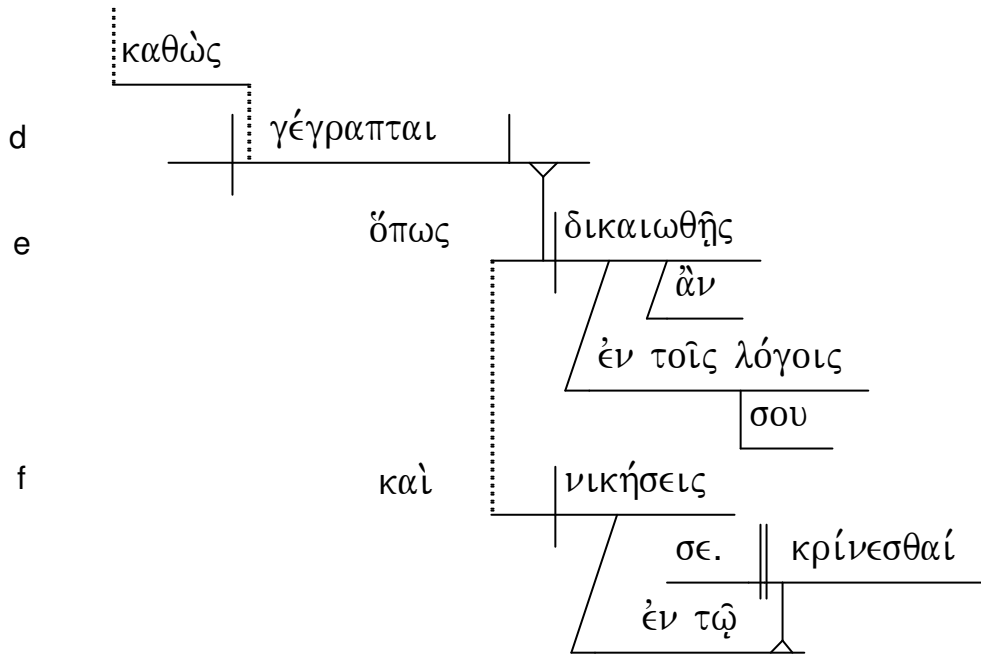 καθὼς
d γέγραπται
e ὅπως δικαιωθῇς
ἂν
ἐν τοῖς λόγοις
σου
f καὶ νικήσεις
σε. κρίνεσθαί
ἐν τῷ